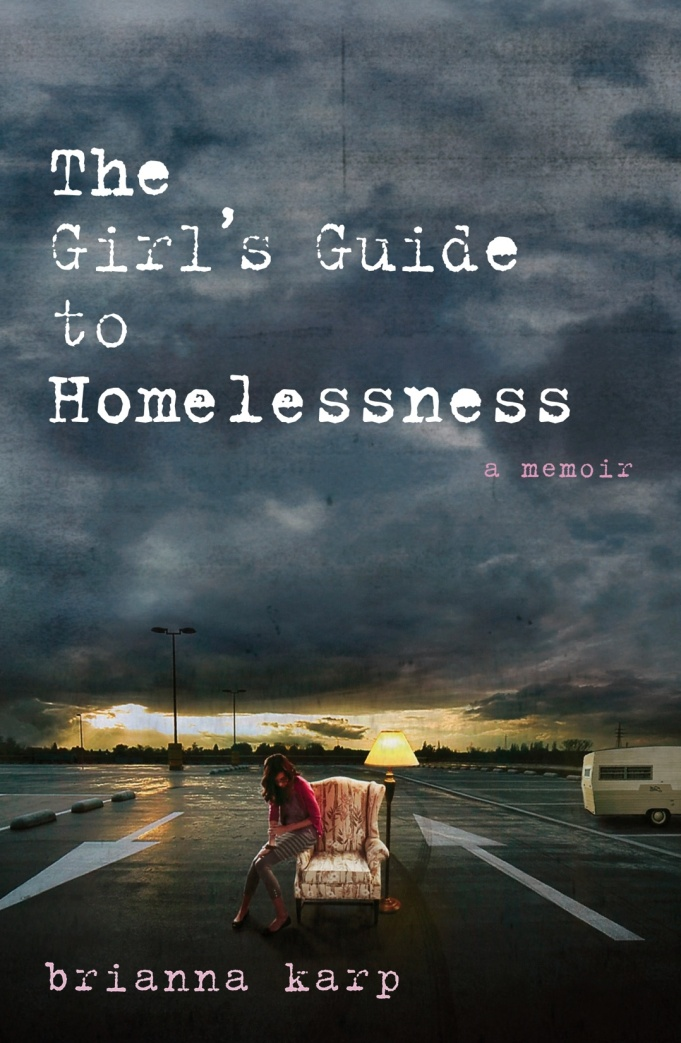 The
Girl's Guide
to
Homelessness
a memoir
brianna karp